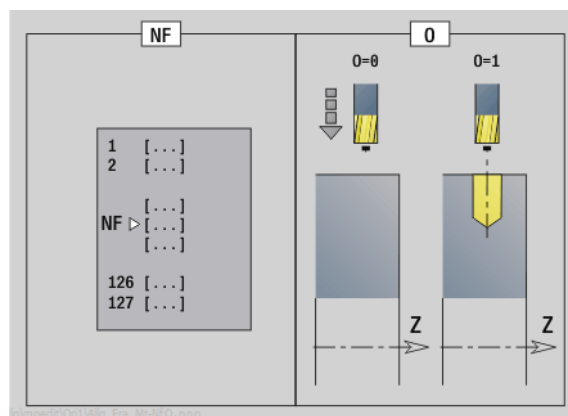 NF
1 [...]
2 [...]
[...]
NF [...]
[...]
126 [...]
127 [...]
O
O=0 O=1
Z Z